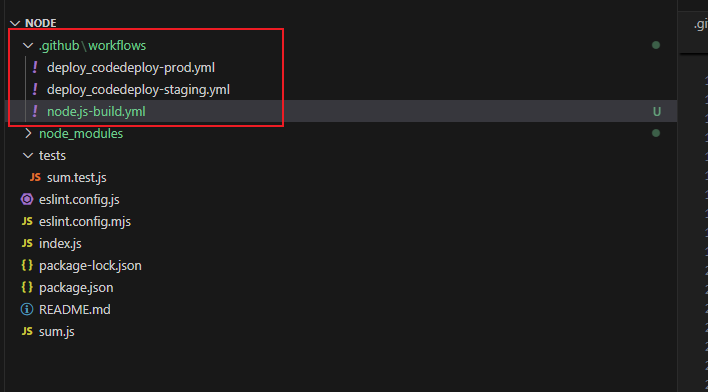 NODE
.github\workflows
! deploy_codedeploy-prod.yml
! deploy_codedeploy-staging.yml
! node.js-build.yml U
node_modules
tests
JS sum.test.js
eslint.config.js
JS eslint.config.mjs
JS index.js
{} package-lock.json
{} package.json
README.md
JS sum.js
.gi